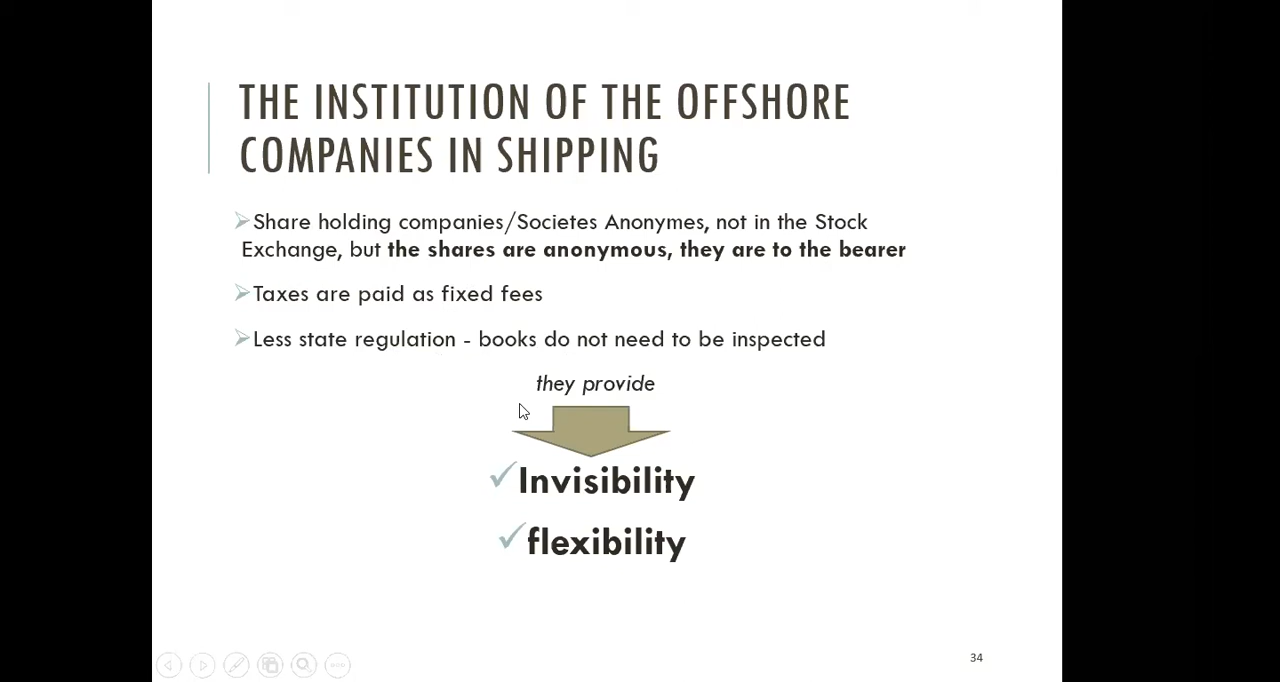 THE INSTITUTION OF THE OFFSHORE
COMPANIES IN SHIPPING
Share holding companies/Societes Anonymes, not in the Stock
Exchange, but the shares are anonymous, they are to the bearer
Taxes are paid as fixed fees
Less state regulation - books do not need to be inspected
they provide
Invisibility
flexibility
34